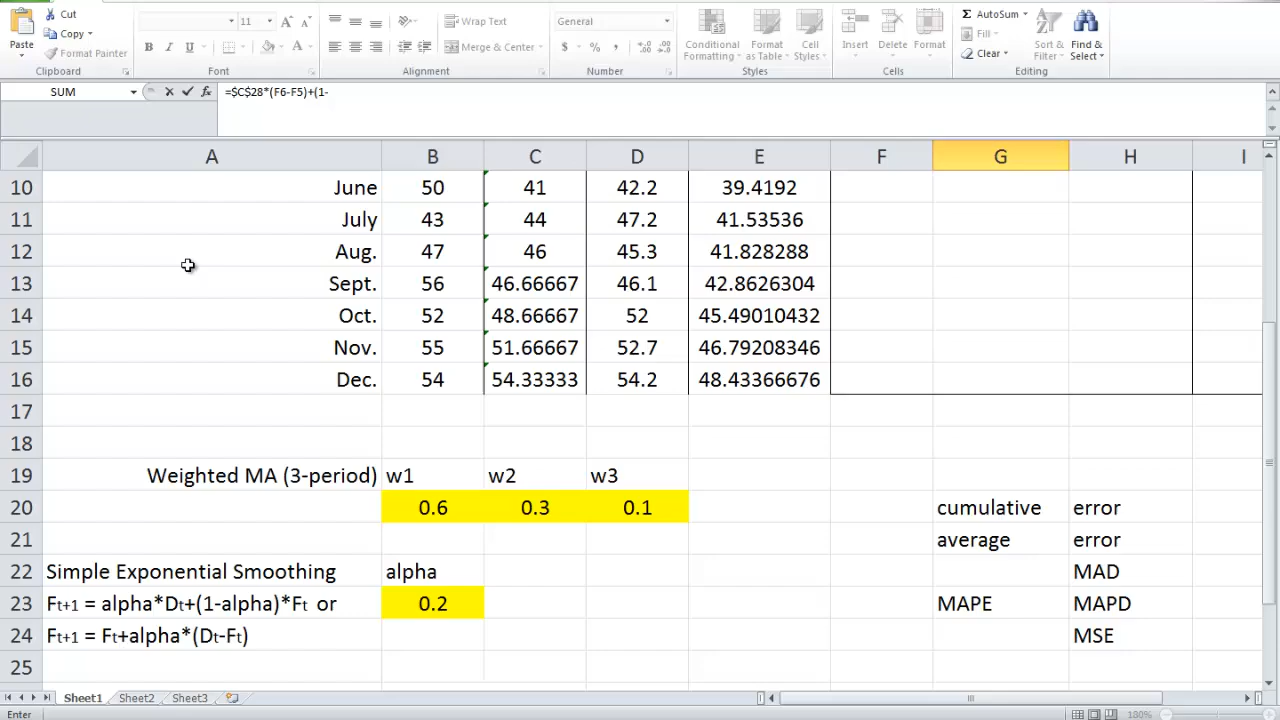 Cut
Copy
Format Painter
Paste
Clipboard
11
Font
Wrap Text
Merge & Center
Alignment
General
$ % ,
Number
Conditional Formatting
Format as Table
Cell Styles
Styles
Insert
Delete
Format
Cells
Σ AutoSum
Fill
Clear
Sort & Filter
Find & Select
Editing
SUM =$C$28*(F6-F5)+(1-
A B C D E F G H I
10 June 50 41 42.2 39.4192
11 July 43 44 47.2 41.53536
12 Aug. 47 46 45.3 41.828288
13 Sept. 56 46.66667 46.1 42.8626304
14 Oct. 52 48.66667 52 45.49010432
15 Nov. 55 51.66667 52.7 46.79208346
16 Dec. 54 54.33333 54.2 48.43366676
17
18
19 Weighted MA (3-period) w1 w2 w3
20 0.6 0.3 0.1 cumulative error
21 average error
22 Simple Exponential Smoothing alpha MAD
23 Ft+1 = alpha*Dt+(1-alpha)*Ft or 0.2 MAPE MAPD
24 Ft+1 = Ft+alpha*(Dt-Ft) MSE
25
Sheet1 Sheet2 Sheet3
Enter 180%